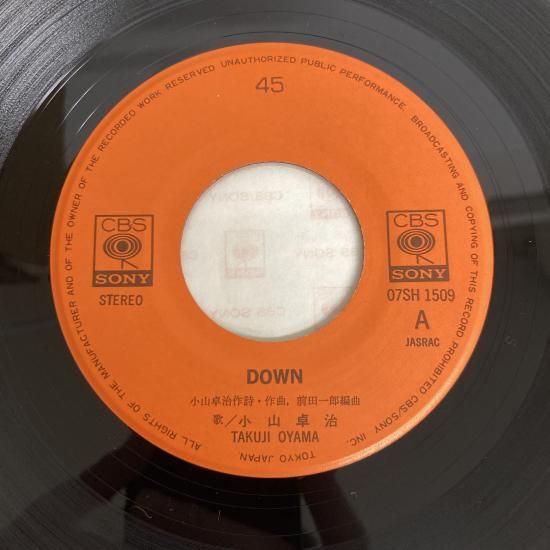 ALL RIGHTS OF THE MANUFACTURER AND OF THE OWNER OF THE RECORDED WORK RESERVED UNAUTHORIZED PUBLIC PERFORMANCE. BROADCASTING AND COPYING OF THIS RECORD PROHIBITED CBS/SONY INC.
TOKYO JAPAN
45
CBS
SONY
STEREO
CBS
SONY
07SH 1509
A
JASRAC
DOWN
小山卓治作詩・作曲, 前田一郎編曲
歌／小山卓治
TAKUJI OYAMA
CBS/SONY